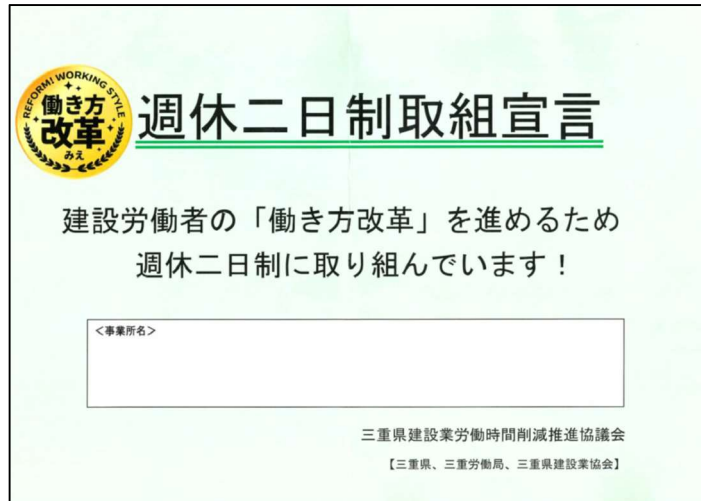 REFORM! WORKING STYLE
働き方
改革
みえ
週休二日制取組宣言
建設労働者の「働き方改革」を進めるため
週休二日制に取り組んでいます！
＜事業所名＞
三重県建設業労働時間削減推進協議会
【三重県、三重労働局、三重県建設業協会】